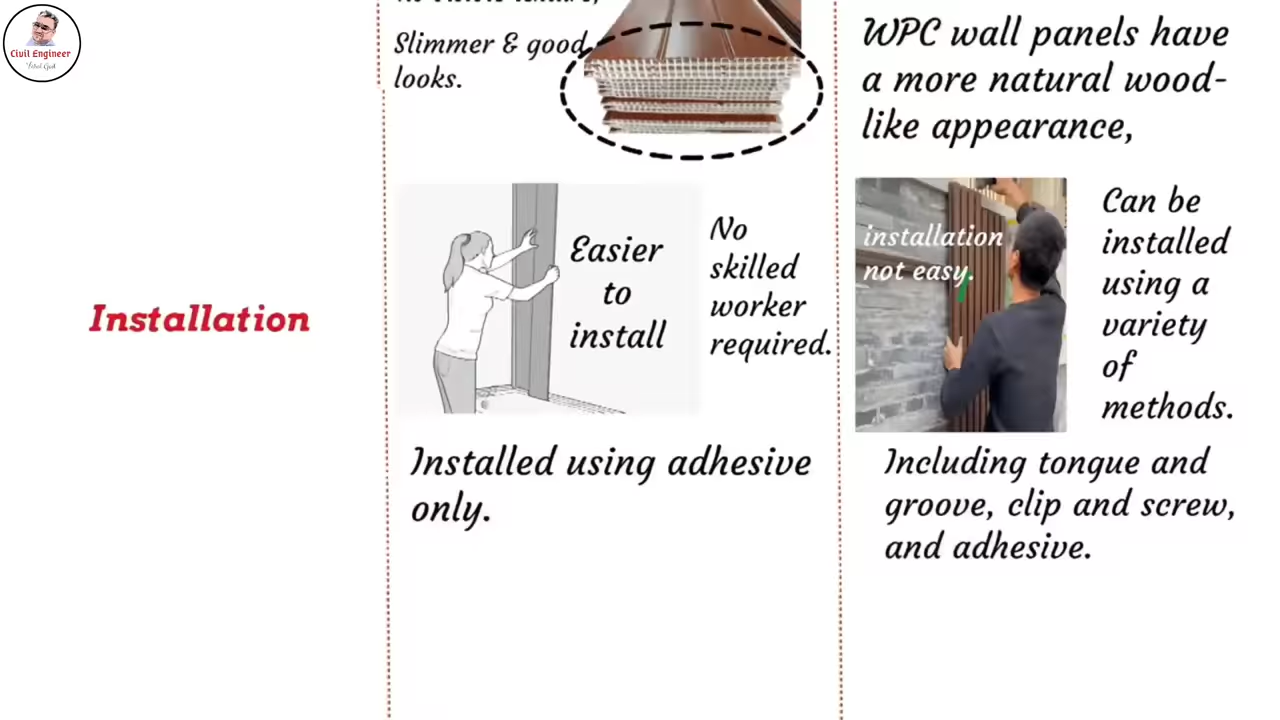 Civil Engineer
Slimmer & good
looks.
WPC wall panels have
a more natural wood-
like appearance,
Installation
Easier
to
install
No
skilled
worker
required.
installation
not easy.
Can be
installed
using a
variety
of
methods.
Installed using adhesive
only.
Including tongue and
groove, clip and screw,
and adhesive.